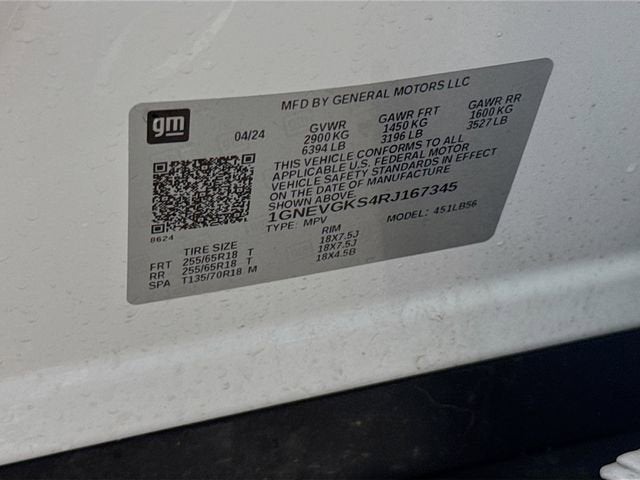 MFD BY GENERAL MOTORS LLC
gm
04/24
GVWR GAWR FRT GAWR RR
2900 KG 1450 KG 1600 KG
6394 LB 3196 LB 3527 LB
THIS VEHICLE CONFORMS TO ALL
APPLICABLE U.S. FEDERAL MOTOR
VEHICLE SAFETY STANDARDS IN EFFECT
ON THE DATE OF MANUFACTURE
SHOWN ABOVE.
1GNEVGKS4RJ167345
TYPE: MPV MODEL: 451LB56
8624
TIRE SIZE RIM
FRT 255/65R18 T 18X7.5J
RR 255/65R18 T 18X7.5J
SPA T135/70R18 M 18X4.5B